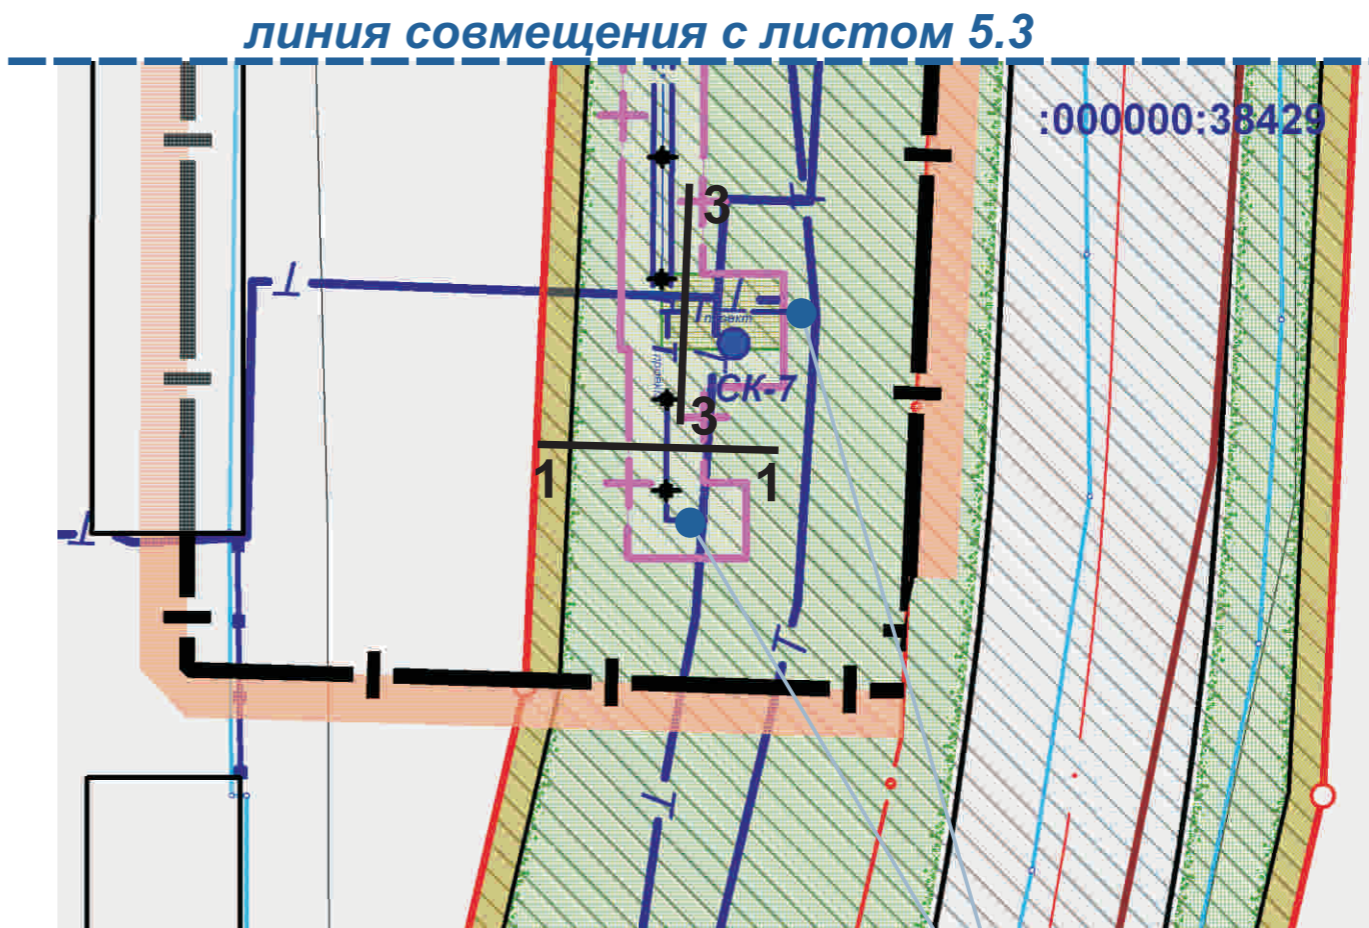 линия совмещения с листом 5.3
:000000:38429
3
Т
Т
Т
Т
СК-7
3
1
1
Т
Т
Т